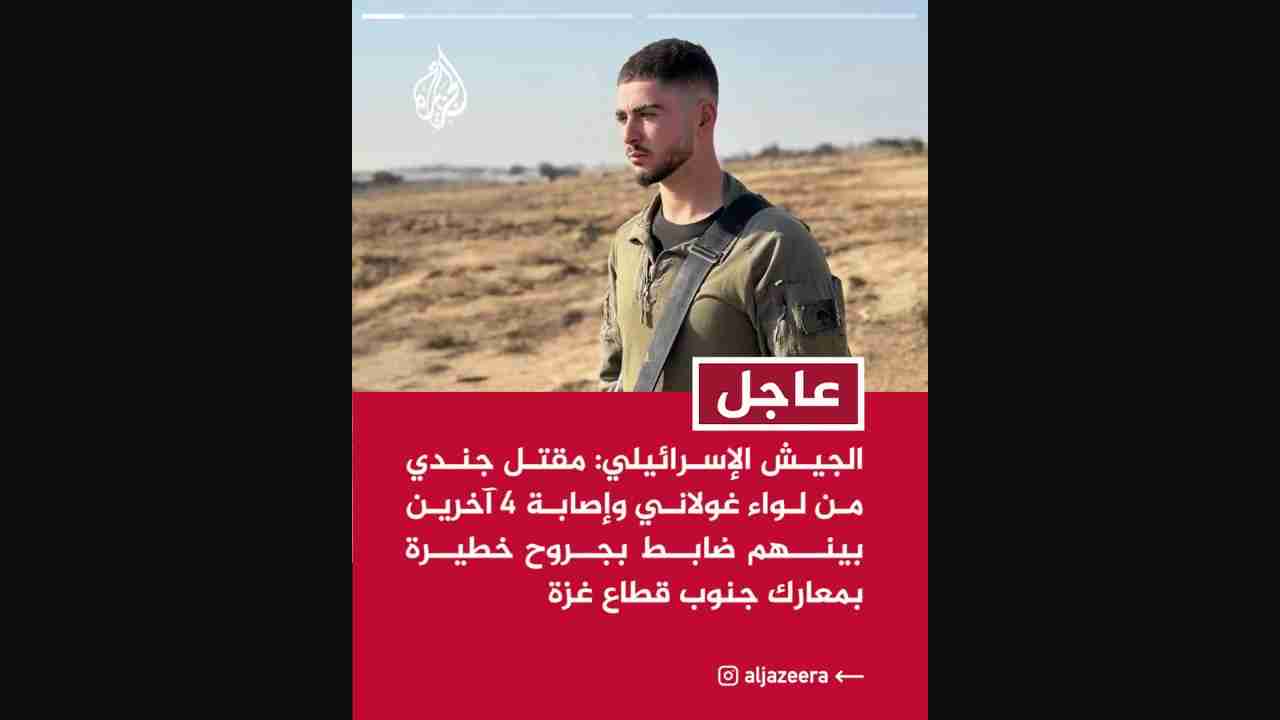 الجزيرة
عاجل
الجيش الإسرائيلي: مقتل جندي
من لواء غولاني وإصابة 4 آخرين
بينهم ضابط بجروح خطيرة
بمعارك جنوب قطاع غزة
aljazeera